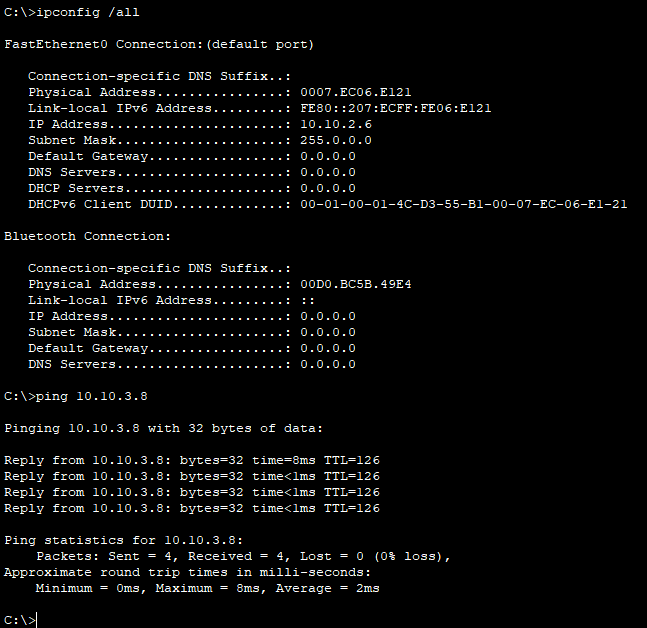 C:\>ipconfig /all
FastEthernet0 Connection:(default port)
Connection-specific DNS Suffix..:
Physical Address................: 0007.EC06.E121
Link-local IPv6 Address.........: FE80::207:ECFF:FE06:E121
IP Address......................: 10.10.2.6
Subnet Mask.....................: 255.0.0.0
Default Gateway.................: 0.0.0.0
DNS Servers.....................: 0.0.0.0
DHCP Servers....................: 0.0.0.0
DHCPv6 Client DUID..............: 00-01-00-01-4C-D3-55-B1-00-07-EC-06-E1-21
Bluetooth Connection:
Connection-specific DNS Suffix..:
Physical Address................: 00D0.BC5B.49E4
Link-local IPv6 Address.........: ::
IP Address......................: 0.0.0.0
Subnet Mask.....................: 0.0.0.0
Default Gateway.................: 0.0.0.0
DNS Servers.....................: 0.0.0.0
C:\>ping 10.10.3.8
Pinging 10.10.3.8 with 32 bytes of data:
Reply from 10.10.3.8: bytes=32 time=8ms TTL=126
Reply from 10.10.3.8: bytes=32 time<1ms TTL=126
Reply from 10.10.3.8: bytes=32 time<1ms TTL=126
Reply from 10.10.3.8: bytes=32 time<1ms TTL=126
Ping statistics for 10.10.3.8:
Packets: Sent = 4, Received = 4, Lost = 0 (0% loss),
Approximate round trip times in milli-seconds:
Minimum = 0ms, Maximum = 8ms, Average = 2ms
C:\>